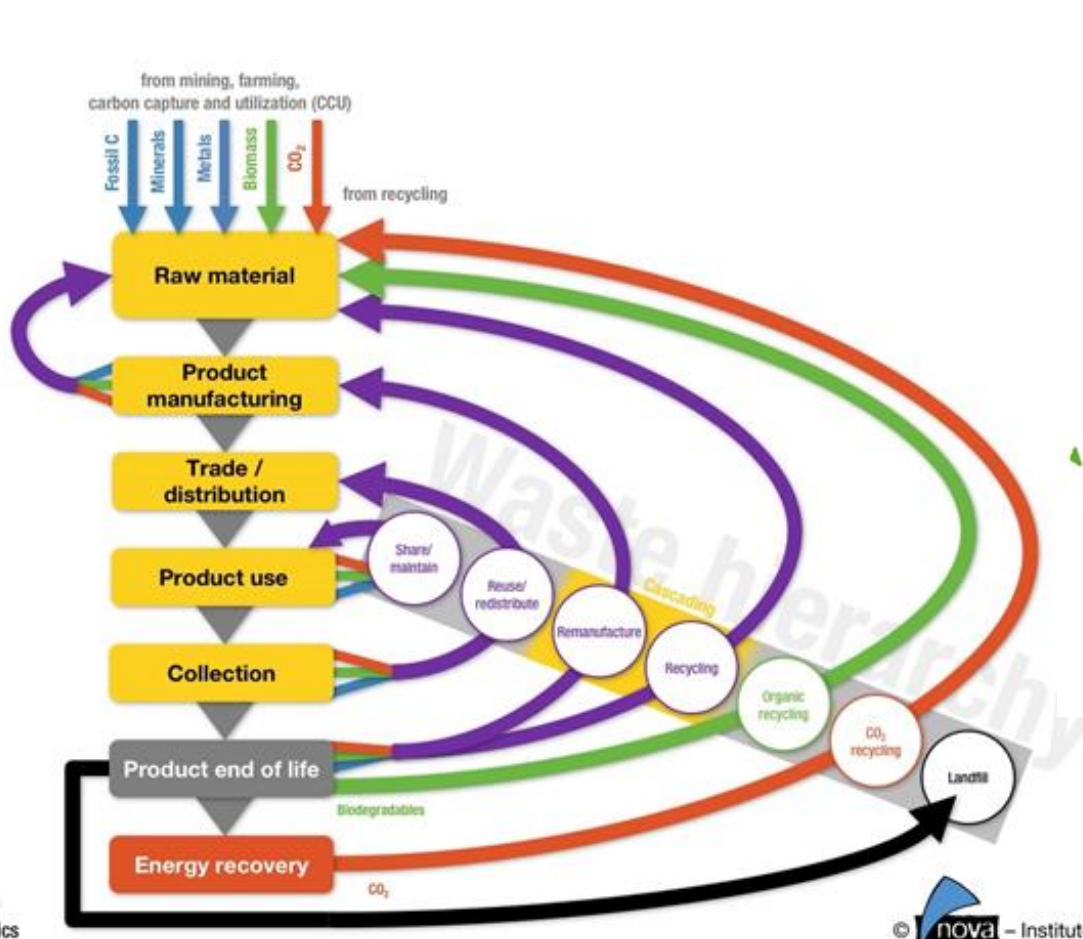 from mining, farming,
carbon capture and utilization (CCU)
Fossil C
Minerals
Metals
Biomass
CO₂
from recycling
Raw material
Product
manufacturing
Trade /
distribution
Product use
Collection
Product end of life
Energy recovery
Share/
maintain
Reuse/
redistribute
Cascading
Remanufacture
Recycling
Organic
recycling
CO₂
recycling
Landfill
Waste hierarchy
Biodegradables
CO₂
ics
© nova – Institut